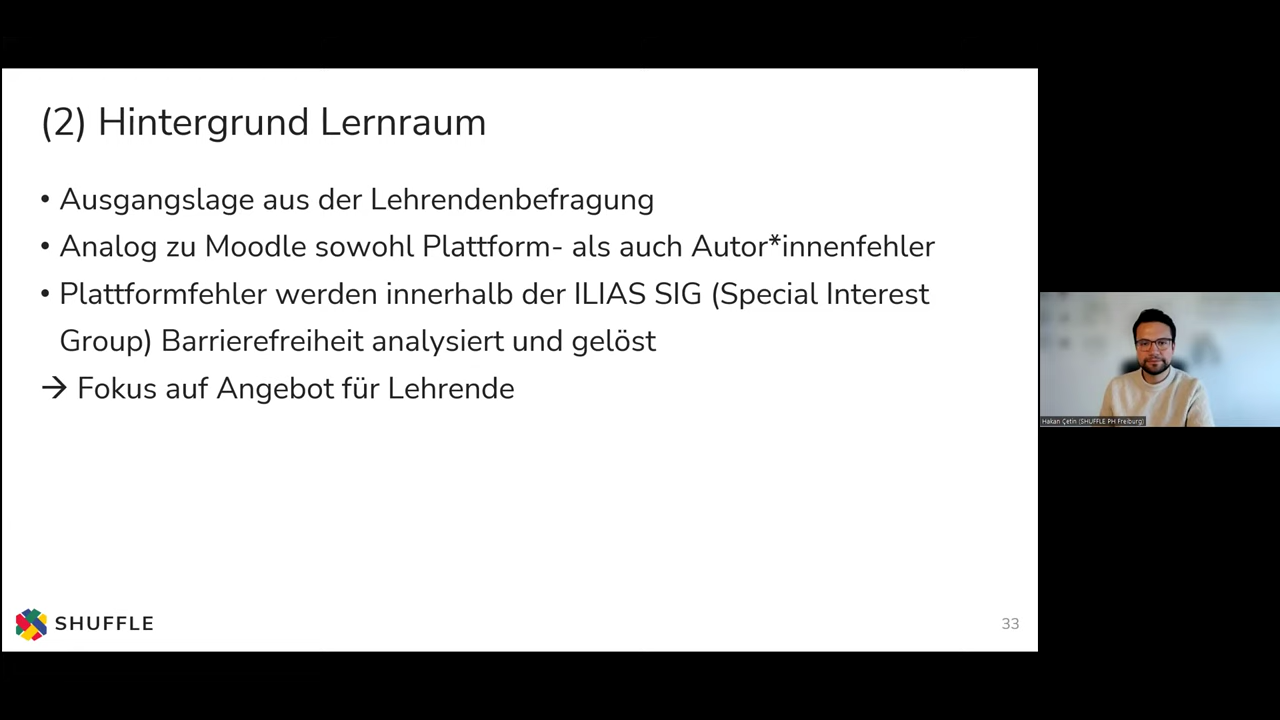 (2) Hintergrund Lernraum
• Ausgangslage aus der Lehrendenbefragung
• Analog zu Moodle sowohl Plattform- als auch Autor*innenfehler
• Plattformfehler werden innerhalb der ILIAS SIG (Special Interest
Group) Barrierefreiheit analysiert und gelöst
→ Fokus auf Angebot für Lehrende
Hakan Çetin (SHUFFLE PH Freiburg)
SHUFFLE
33